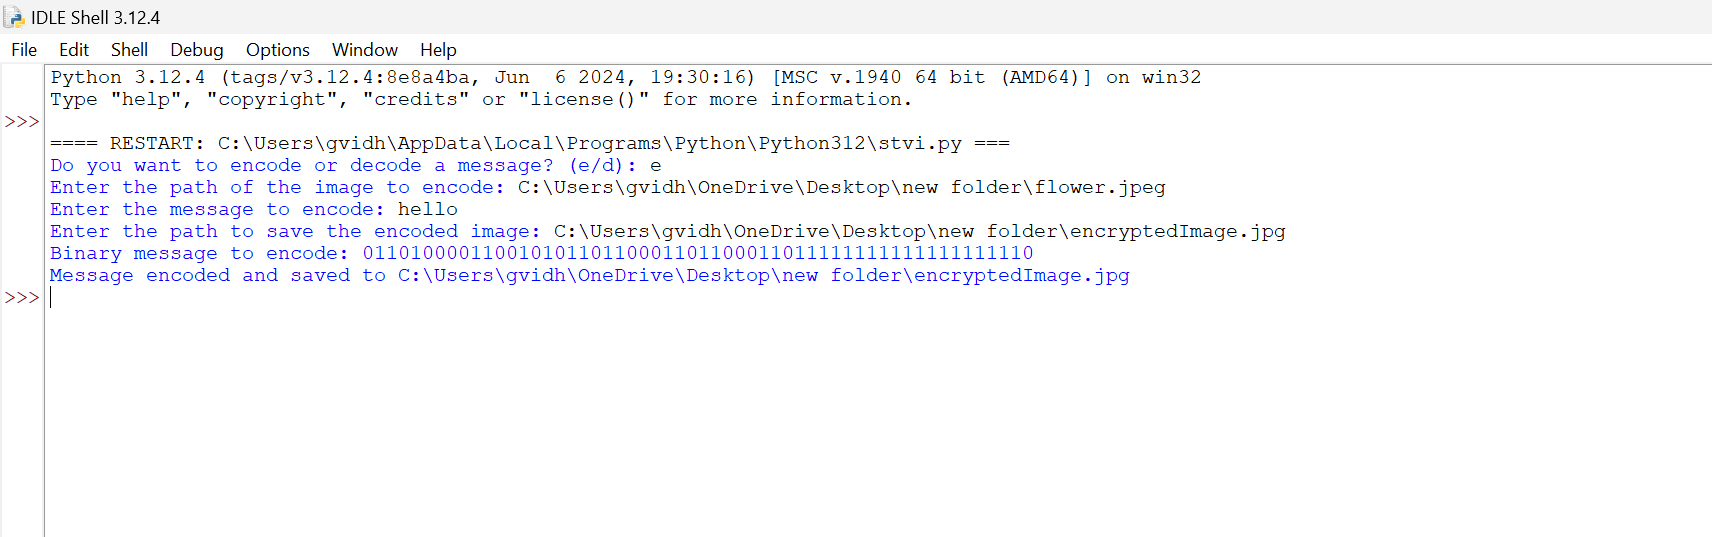 IDLE Shell 3.12.4
File Edit Shell Debug Options Window Help
Python 3.12.4 (tags/v3.12.4:8e8a4ba, Jun  6 2024, 19:30:16) [MSC v.1940 64 bit (AMD64)] on win32
Type "help", "copyright", "credits" or "license()" for more information.
>>>
==== RESTART: C:\Users\gvidh\AppData\Local\Programs\Python\Python312\stvi.py ===
Do you want to encode or decode a message? (e/d): e
Enter the path of the image to encode: C:\Users\gvidh\OneDrive\Desktop\new folder\flower.jpeg
Enter the message to encode: hello
Enter the path to save the encoded image: C:\Users\gvidh\OneDrive\Desktop\new folder\encryptedImage.jpg
Binary message to encode: 01101000011001010110110001101100011011111111111111111110
Message encoded and saved to C:\Users\gvidh\OneDrive\Desktop\new folder\encryptedImage.jpg
>>>